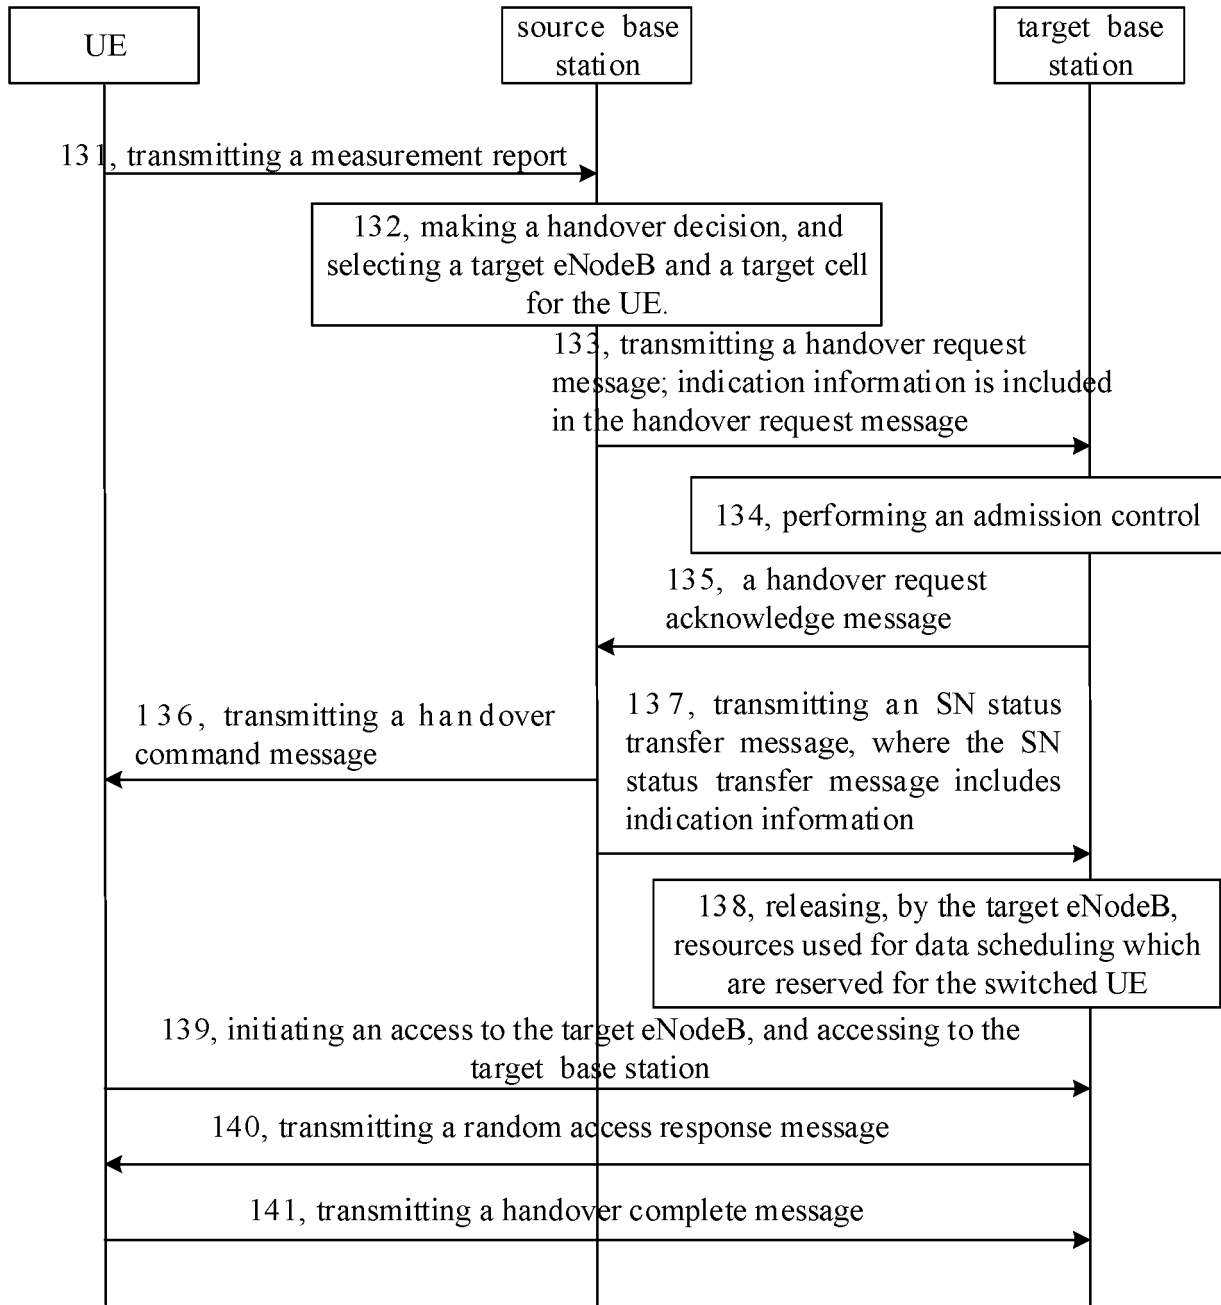 UE
source base
station
target base
station
131, transmitting a measurement report
132, making a handover decision, and
selecting a target eNodeB and a target cell
for the UE.
133, transmitting a handover request
message; indication information is included
in the handover request message
134, performing an admission control
135, a handover request
acknowledge message
136, transmitting a handover
command message
137, transmitting an SN status
transfer message, where the SN
status transfer message includes
indication information
138, releasing, by the target eNodeB,
resources used for data scheduling which
are reserved for the switched UE
139, initiating an access to the target eNodeB, and accessing to the
target base station
140, transmitting a random access response message
141, transmitting a handover complete message